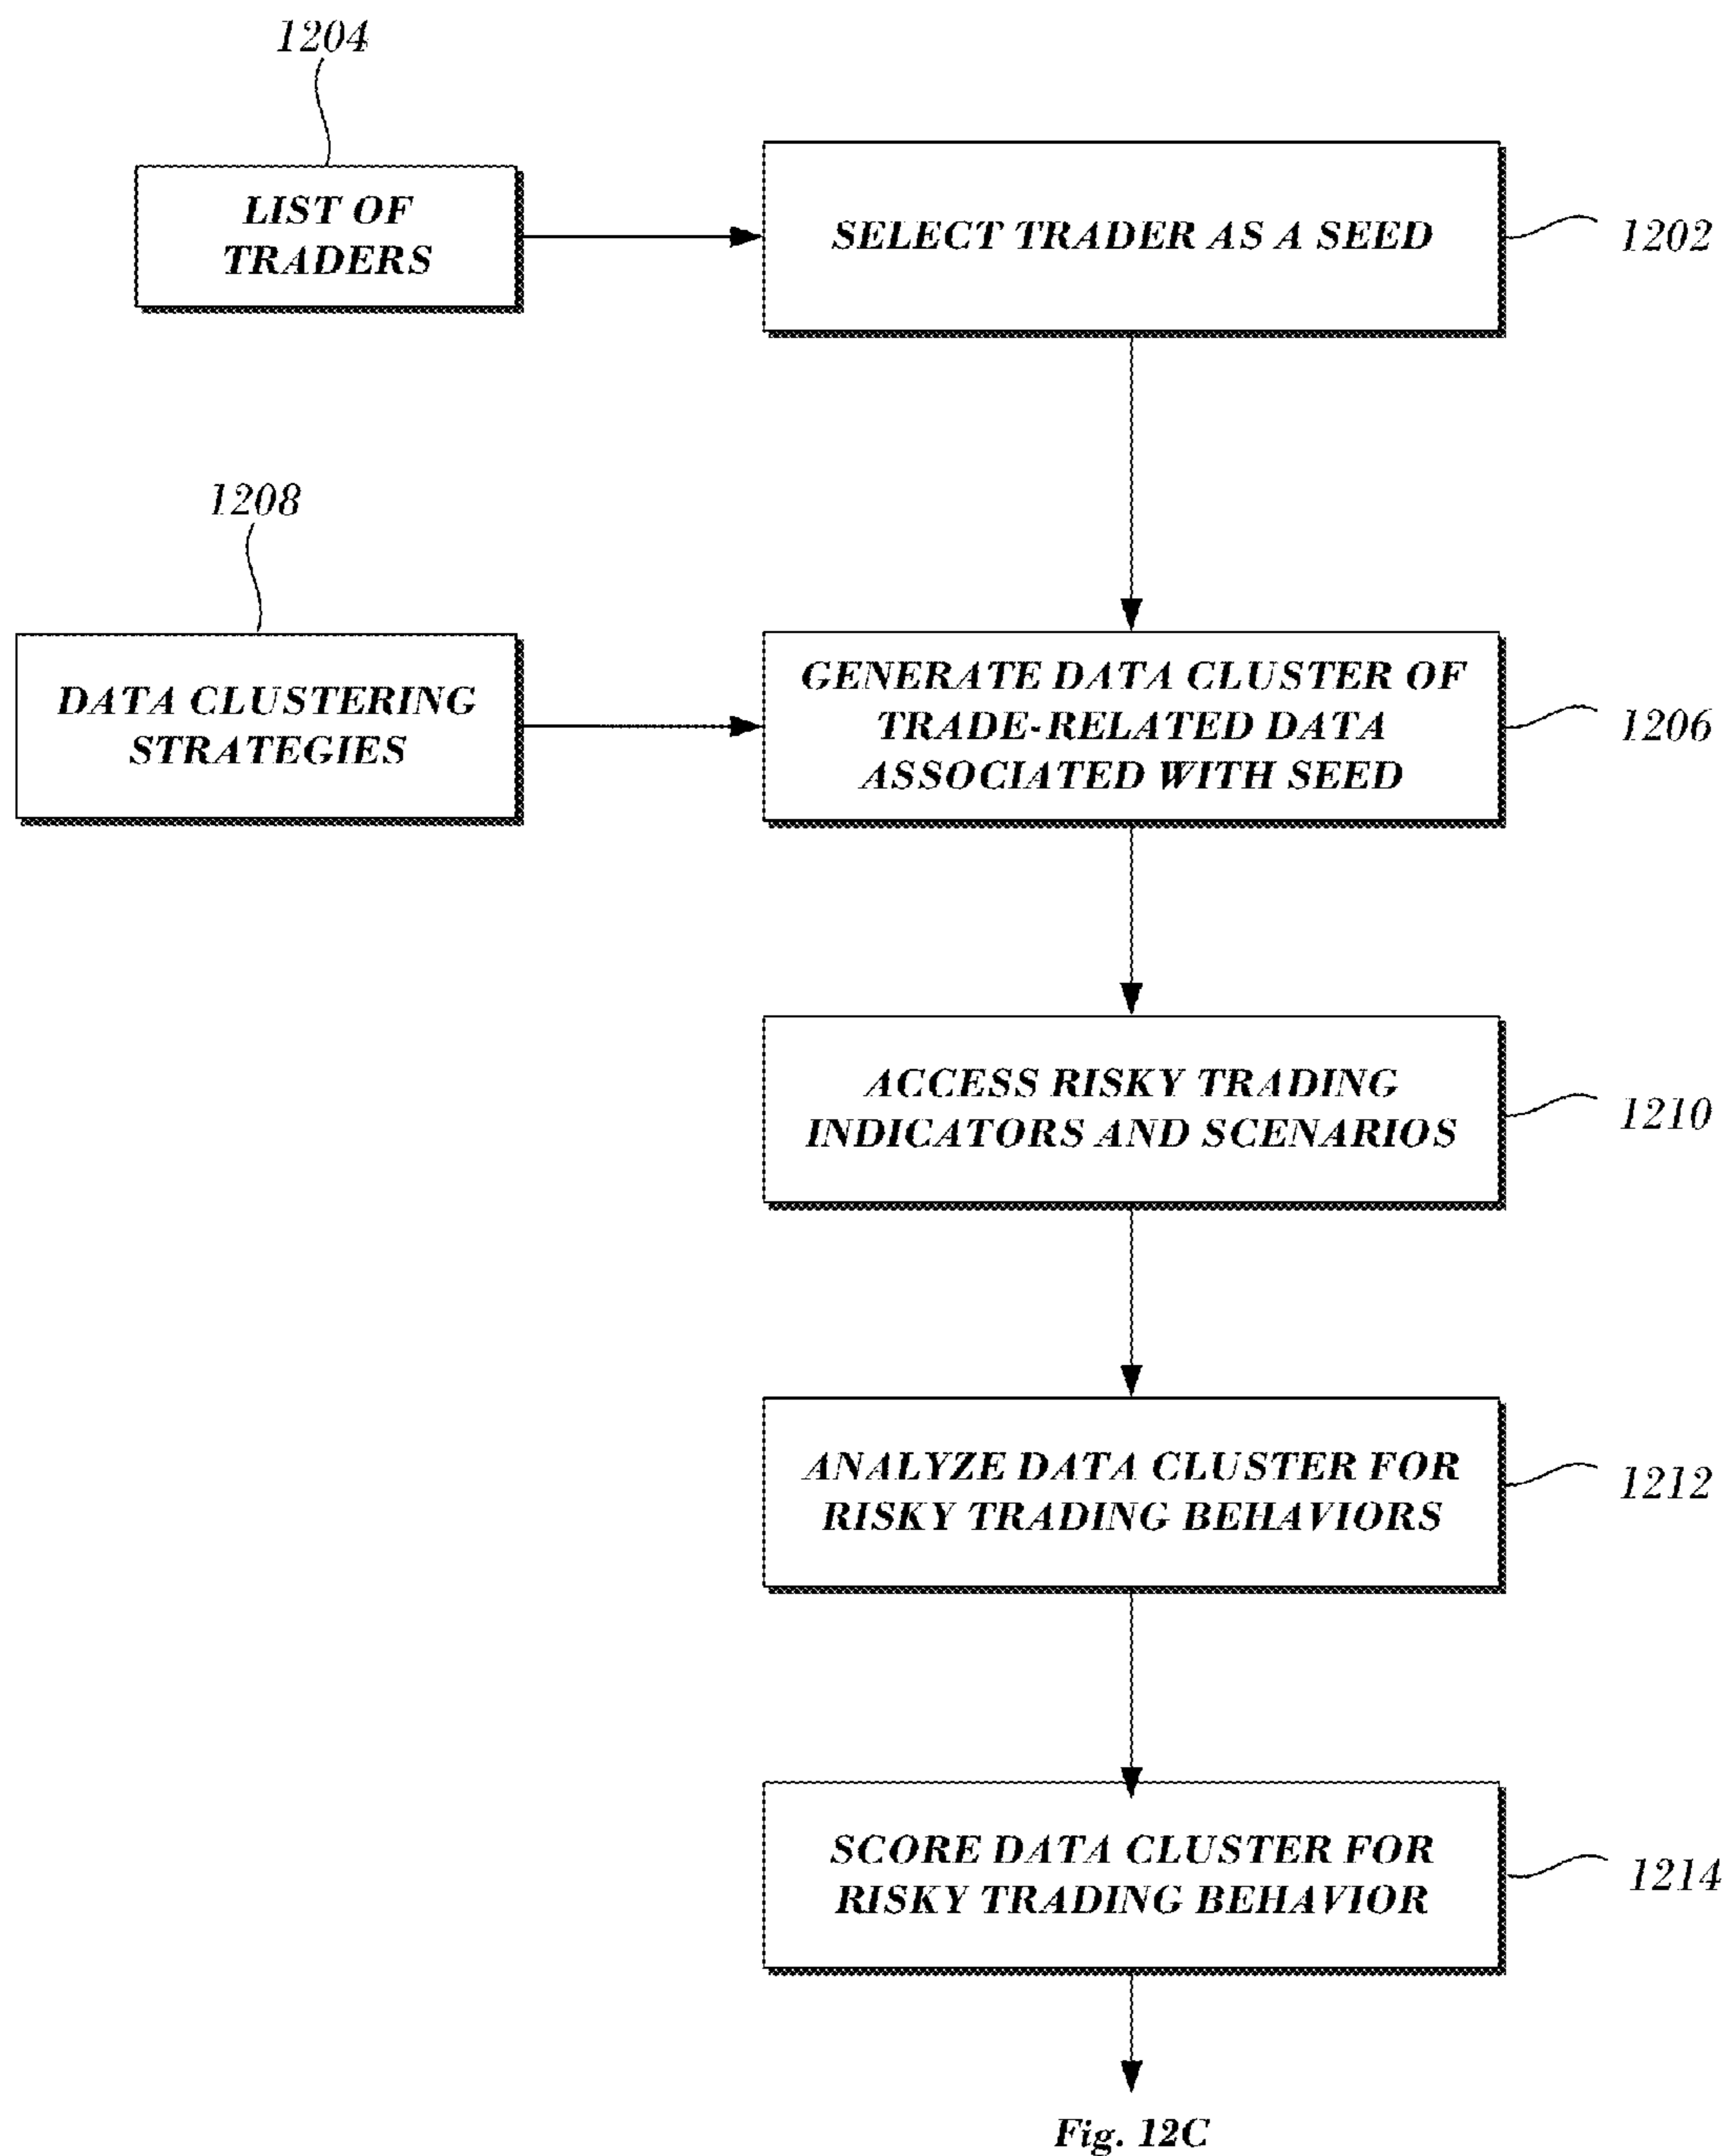 1204
LIST OF
TRADERS
SELECT TRADER AS A SEED
1202
1208
DATA CLUSTERING
STRATEGIES
GENERATE DATA CLUSTER OF
TRADE-RELATED DATA
ASSOCIATED WITH SEED
1206
ACCESS RISKY TRADING
INDICATORS AND SCENARIOS
1210
ANALYZE DATA CLUSTER FOR
RISKY TRADING BEHAVIORS
1212
SCORE DATA CLUSTER FOR
RISKY TRADING BEHAVIOR
1214
Fig. 12C